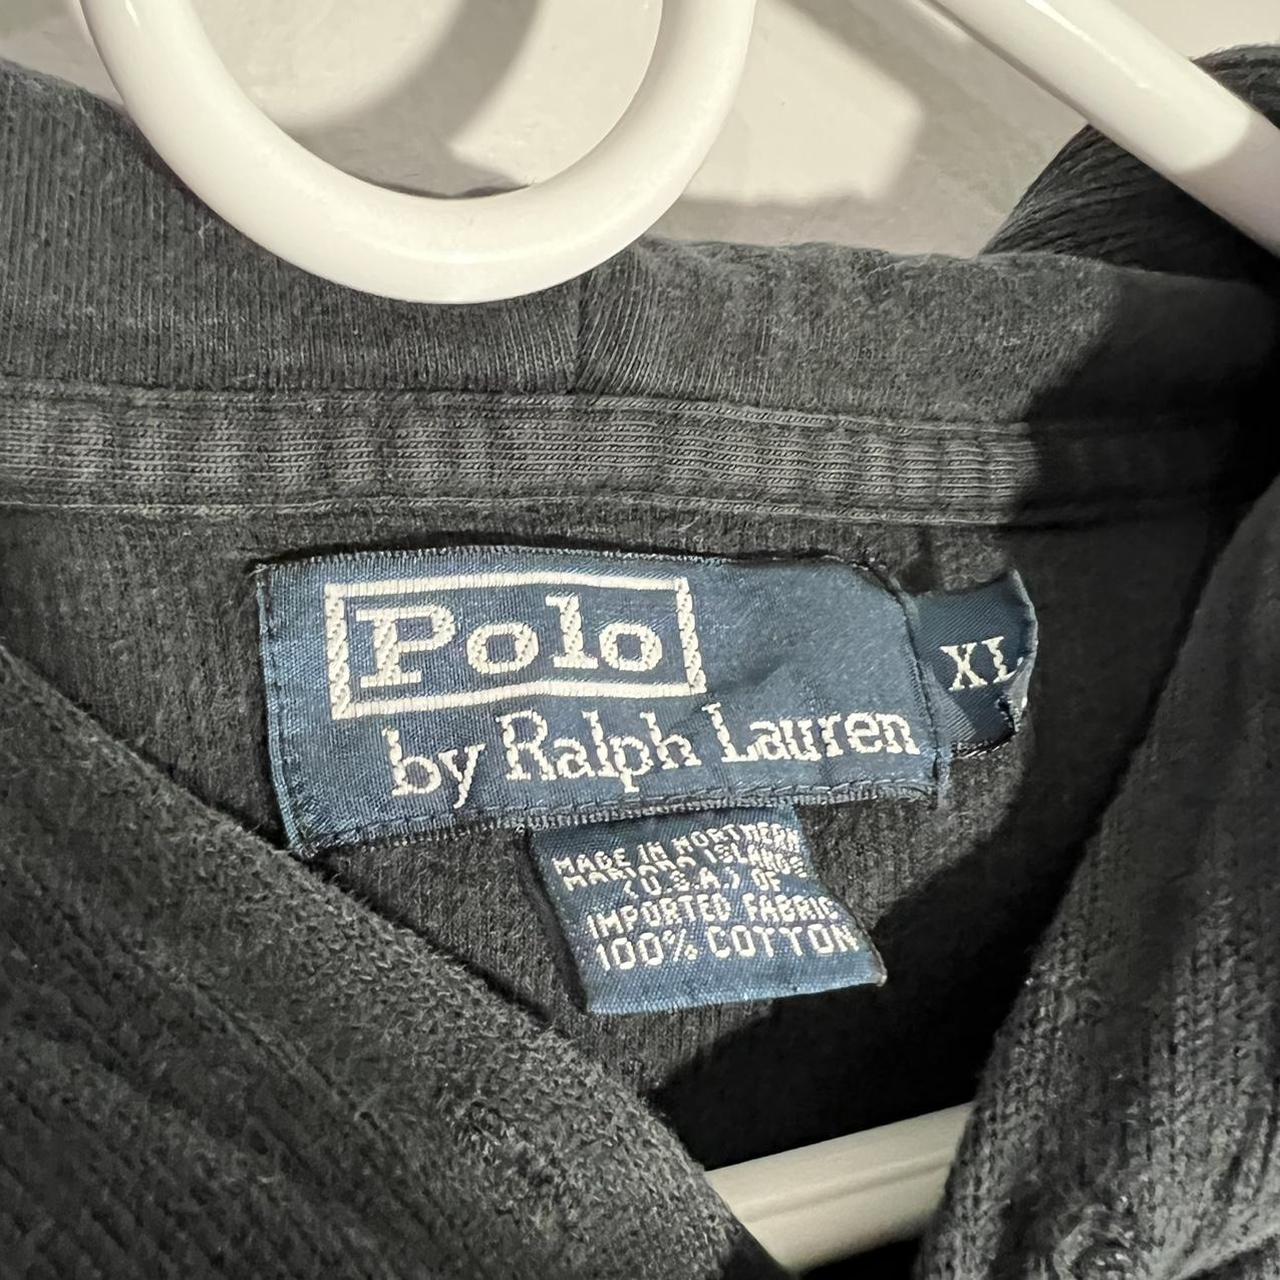 Polo
by Ralph Lauren
XL
MADE IN NORTHERN
MARIANA ISLANDS
(U.S.A.) OF
IMPORTED FABRIC
100% COTTON